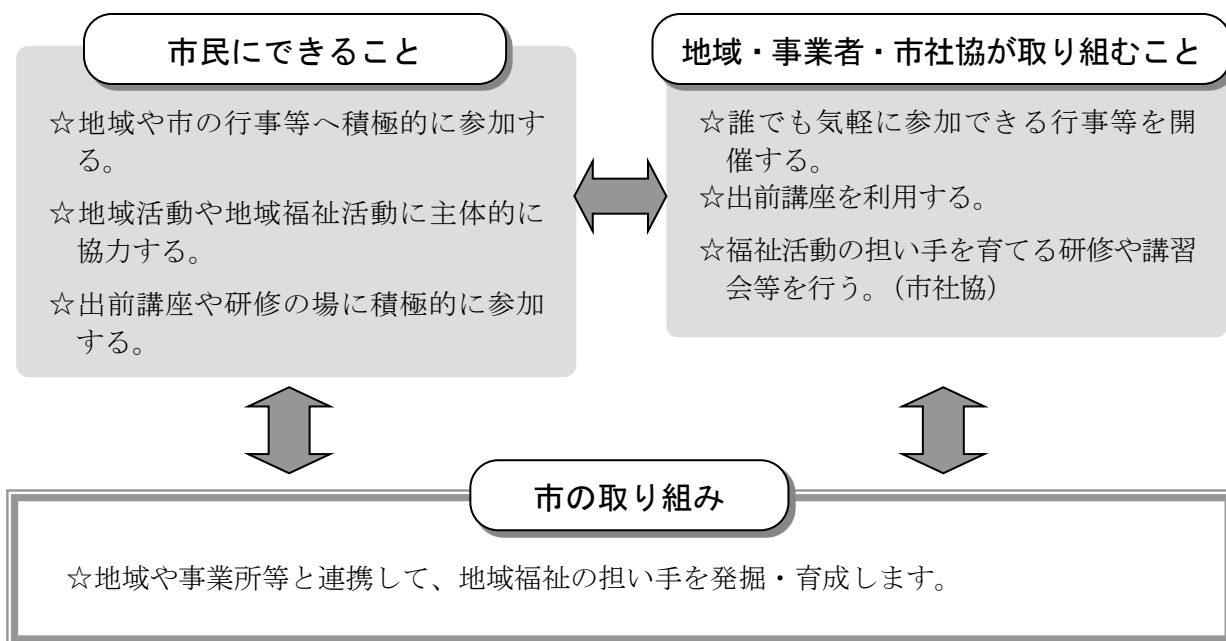 市民にできること
☆地域や市の行事等へ積極的に参加す
る。
☆地域活動や地域福祉活動に主体的に
協力する。
☆出前講座や研修の場に積極的に参加
する。
地域・事業者・市社協が取り組むこと
☆誰でも気軽に参加できる行事等を開
催する。
☆出前講座を利用する。
☆福祉活動の担い手を育てる研修や講習
会等を行う。（市社協）
市の取り組み
☆地域や事業所等と連携して、地域福祉の担い手を発掘・育成します。